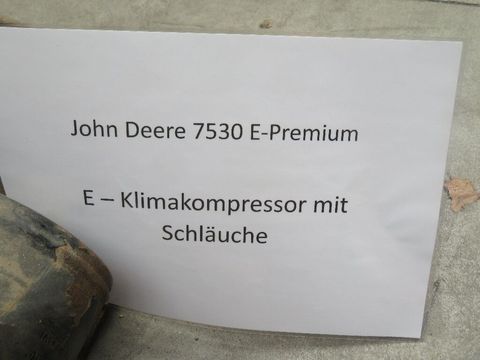 John Deere 7530 E-Premium
E – Klimakompressor mit
Schläuche